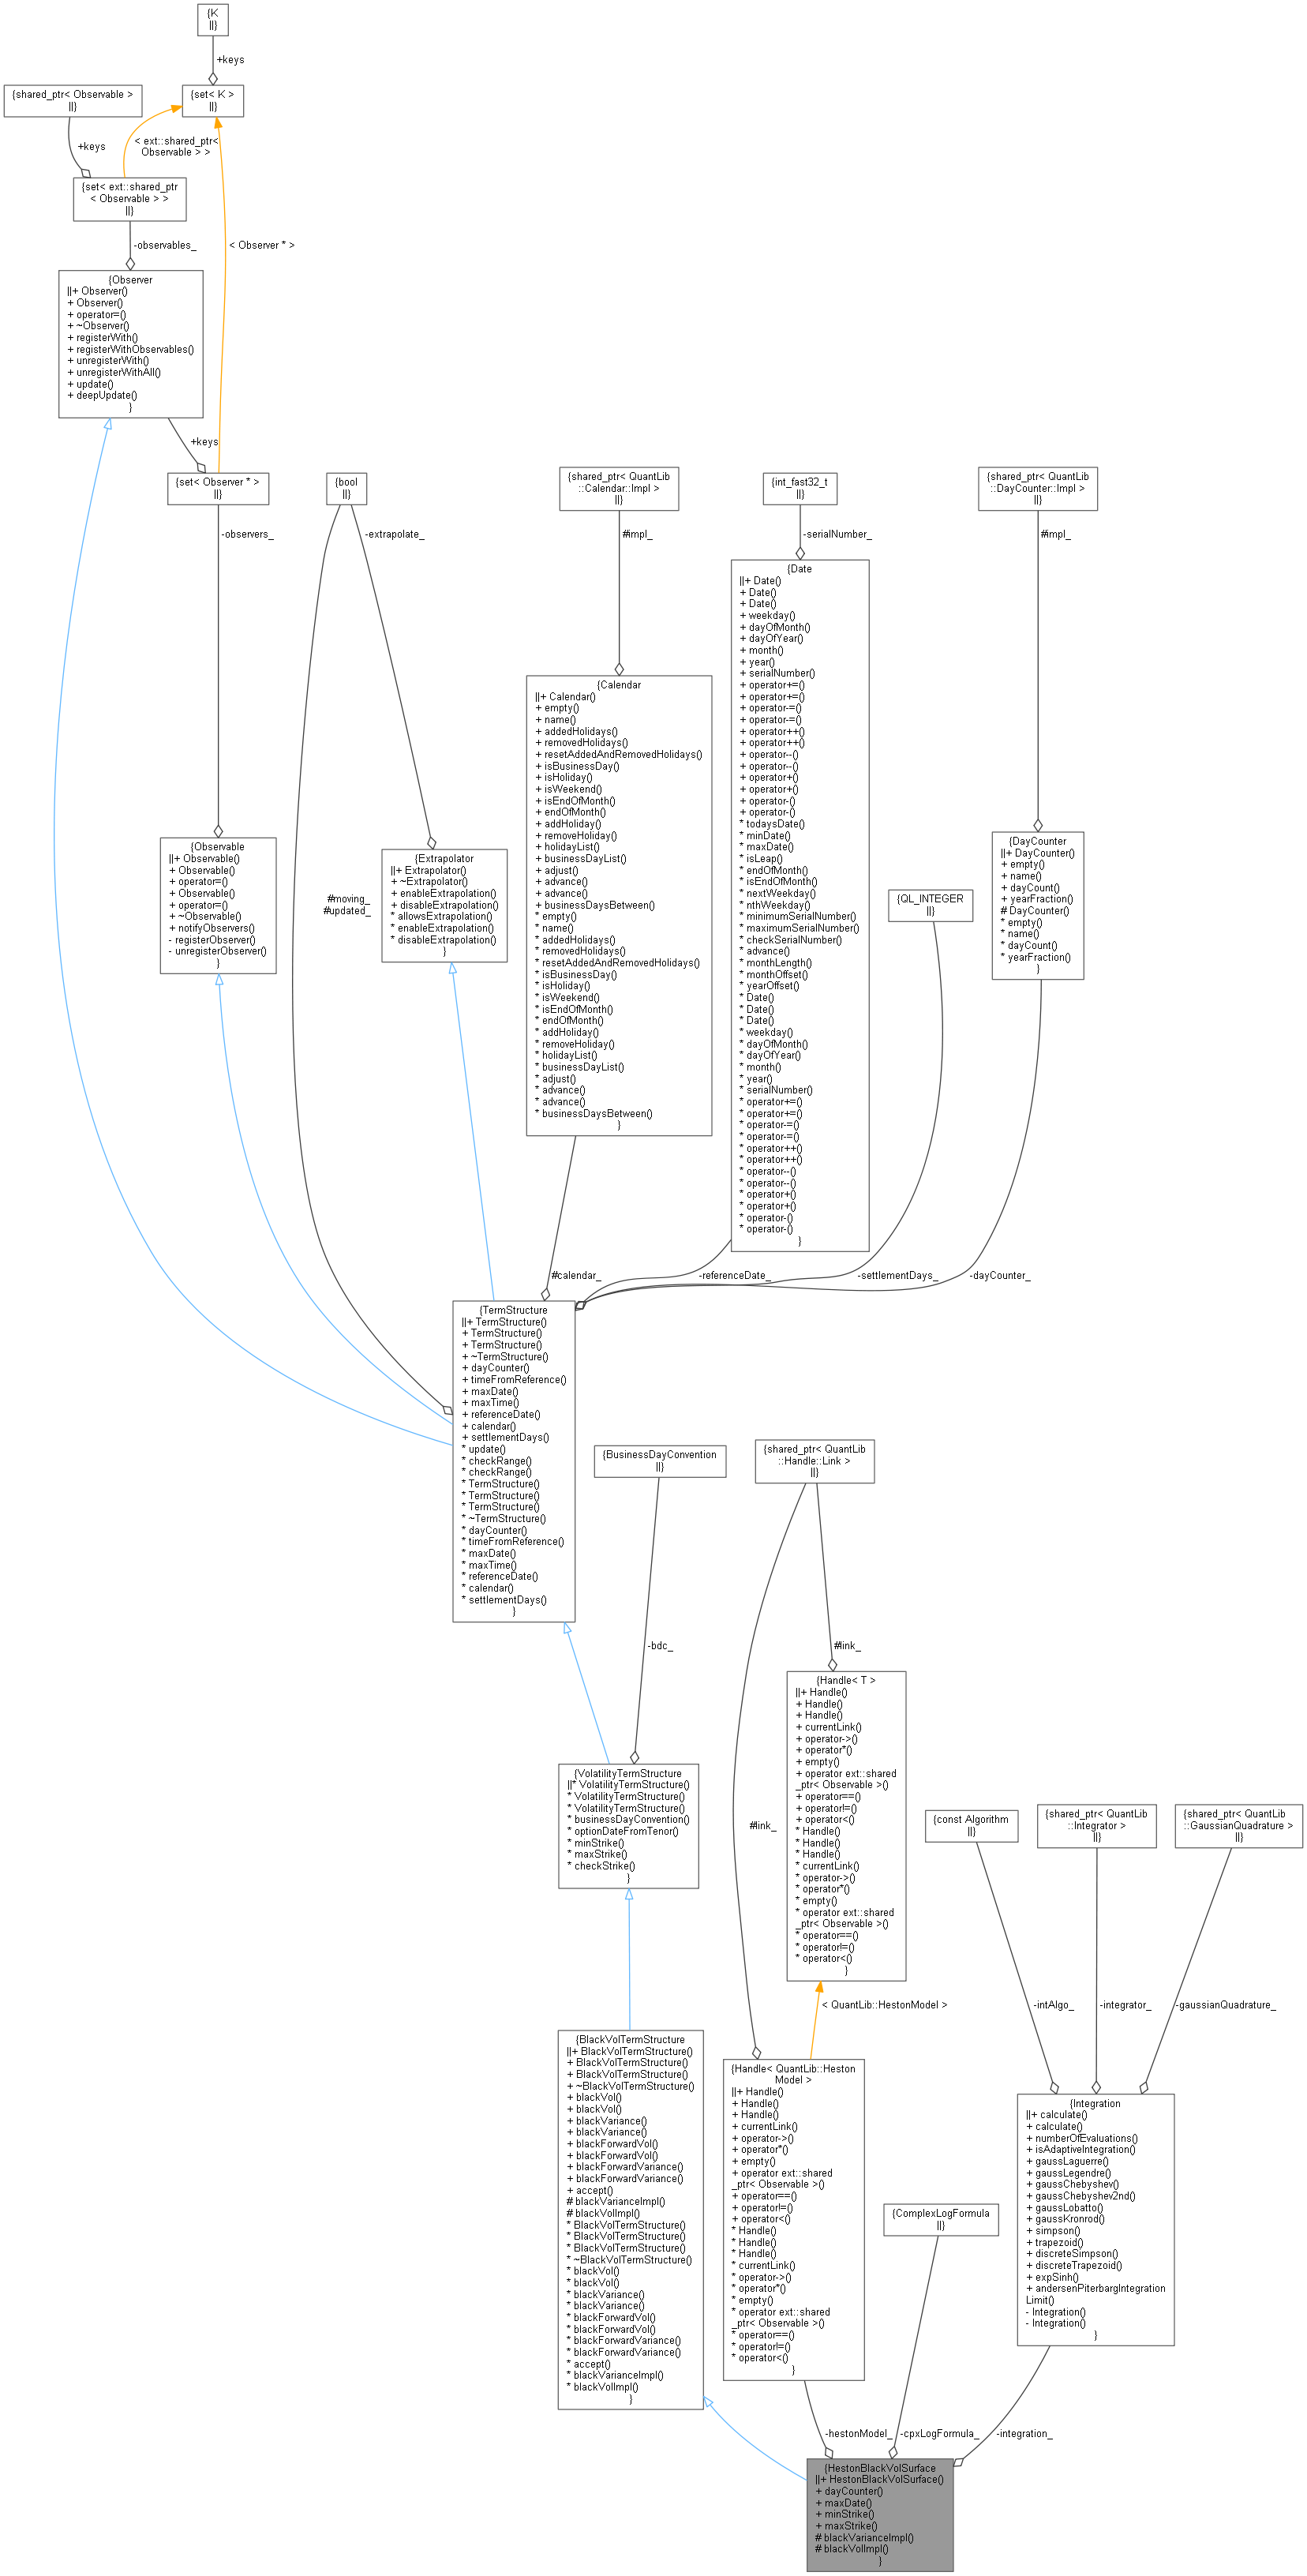 {K
||}
+keys
{shared_ptr< Observable >
||}
{set< K >
||}
+keys
< ext::shared_ptr<
Observable > >
{set< ext::shared_ptr
< Observable > >
||}
-observables_
< Observer * >
{Observer
||+ Observer()
+ Observer()
+ operator=()
+ ~Observer()
+ registerWith()
+ registerWithObservables()
+ unregisterWith()
+ unregisterWithAll()
+ update()
+ deepUpdate()
}
+keys
{set< Observer * >
||}
{bool
||}
{shared_ptr< QuantLib
::Calendar::Impl >
||}
{int_fast32_t
||}
{shared_ptr< QuantLib
::DayCounter::Impl >
||}
-observers_
-extrapolate_
#impl_
-serialNumber_
#impl_
{Date
||+ Date()
+ Date()
+ Date()
+ weekday()
+ dayOfMonth()
+ dayOfYear()
+ month()
+ year()
+ serialNumber()
+ operator+=()
+ operator+=()
+ operator-=()
+ operator-=()
+ operator++()
+ operator++()
+ operator--()
+ operator--()
+ operator+()
+ operator+()
+ operator-()
+ operator-()
* todaysDate()
* minDate()
* maxDate()
* isLeap()
* endOfMonth()
* isEndOfMonth()
* nextWeekday()
* nthWeekday()
* minimumSerialNumber()
* maximumSerialNumber()
* checkSerialNumber()
* advance()
* monthLength()
* monthOffset()
* yearOffset()
* Date()
* Date()
* Date()
* weekday()
* dayOfMonth()
* dayOfYear()
* month()
* year()
* serialNumber()
* operator+=()
* operator+=()
* operator-=()
* operator-=()
* operator++()
* operator++()
* operator--()
* operator--()
* operator+()
* operator+()
* operator-()
* operator-()
}
{Calendar
||+ Calendar()
+ empty()
+ name()
+ addedHolidays()
+ removedHolidays()
+ resetAddedAndRemovedHolidays()
+ isBusinessDay()
+ isHoliday()
+ isWeekend()
+ isEndOfMonth()
+ endOfMonth()
+ addHoliday()
+ removeHoliday()
+ holidayList()
+ businessDayList()
+ adjust()
+ advance()
+ advance()
+ businessDaysBetween()
* empty()
* name()
* addedHolidays()
* removedHolidays()
* resetAddedAndRemovedHolidays()
* isBusinessDay()
* isHoliday()
* isWeekend()
* isEndOfMonth()
* endOfMonth()
* addHoliday()
* removeHoliday()
* holidayList()
* businessDayList()
* adjust()
* advance()
* advance()
* businessDaysBetween()
}
{Observable
||+ Observable()
+ Observable()
+ operator=()
+ Observable()
+ operator=()
+ ~Observable()
+ notifyObservers()
- registerObserver()
- unregisterObserver()
}
#moving_
#updated_
{Extrapolator
||+ Extrapolator()
+ ~Extrapolator()
+ enableExtrapolation()
+ disableExtrapolation()
* allowsExtrapolation()
* enableExtrapolation()
* disableExtrapolation()
}
{QL_INTEGER
||}
{DayCounter
||+ DayCounter()
+ empty()
+ name()
+ dayCount()
+ yearFraction()
# DayCounter()
* empty()
* name()
* dayCount()
* yearFraction()
}
#calendar_
-referenceDate_
-settlementDays_
-dayCounter_
{TermStructure
||+ TermStructure()
+ TermStructure()
+ TermStructure()
+ ~TermStructure()
+ dayCounter()
+ timeFromReference()
+ maxDate()
+ maxTime()
+ referenceDate()
+ calendar()
+ settlementDays()
* update()
* checkRange()
* checkRange()
* TermStructure()
* TermStructure()
* TermStructure()
* ~TermStructure()
* dayCounter()
* timeFromReference()
* maxDate()
* maxTime()
* referenceDate()
* calendar()
* settlementDays()
}
{BusinessDayConvention
||}
{shared_ptr< QuantLib
::Handle::Link >
||}
-bdc_
#link_
{VolatilityTermStructure
||* VolatilityTermStructure()
* VolatilityTermStructure()
* VolatilityTermStructure()
* businessDayConvention()
* optionDateFromTenor()
* minStrike()
* maxStrike()
* checkStrike()
}
#link_
{Handle< T >
||+ Handle()
+ Handle()
+ Handle()
+ currentLink()
+ operator->()
+ operator*()
+ empty()
+ operator ext::shared
_ptr< Observable >()
+ operator==()
+ operator!=()
+ operator<()
* Handle()
* Handle()
* Handle()
* currentLink()
* operator->()
* operator*()
* empty()
* operator ext::shared
_ptr< Observable >()
* operator==()
* operator!=()
* operator<()
}
{const Algorithm
||}
{shared_ptr< QuantLib
::Integrator >
||}
{shared_ptr< QuantLib
::GaussianQuadrature >
||}
< QuantLib::HestonModel >
-intAlgo_
-integrator_
-gaussianQuadrature_
{BlackVolTermStructure
||+ BlackVolTermStructure()
+ BlackVolTermStructure()
+ BlackVolTermStructure()
+ ~BlackVolTermStructure()
+ blackVol()
+ blackVol()
+ blackVariance()
+ blackVariance()
+ blackForwardVol()
+ blackForwardVol()
+ blackForwardVariance()
+ blackForwardVariance()
+ accept()
# blackVarianceImpl()
# blackVolImpl()
* BlackVolTermStructure()
* BlackVolTermStructure()
* BlackVolTermStructure()
* ~BlackVolTermStructure()
* blackVol()
* blackVol()
* blackVariance()
* blackVariance()
* blackForwardVol()
* blackForwardVol()
* blackForwardVariance()
* blackForwardVariance()
* accept()
* blackVarianceImpl()
* blackVolImpl()
}
{Handle< QuantLib::Heston
Model >
||+ Handle()
+ Handle()
+ Handle()
+ currentLink()
+ operator->()
+ operator*()
+ empty()
+ operator ext::shared
_ptr< Observable >()
+ operator==()
+ operator!=()
+ operator<()
* Handle()
* Handle()
* Handle()
* currentLink()
* operator->()
* operator*()
* empty()
* operator ext::shared
_ptr< Observable >()
* operator==()
* operator!=()
* operator<()
}
{ComplexLogFormula
||}
{Integration
||+ calculate()
+ calculate()
+ numberOfEvaluations()
+ isAdaptiveIntegration()
+ gaussLaguerre()
+ gaussLegendre()
+ gaussChebyshev()
+ gaussChebyshev2nd()
+ gaussLobatto()
+ gaussKronrod()
+ simpson()
+ trapezoid()
+ discreteSimpson()
+ discreteTrapezoid()
+ expSinh()
+ andersenPiterbargIntegration
Limit()
- Integration()
- Integration()
}
-hestonModel_
-cpxLogFormula_
-integration_
{HestonBlackVolSurface
||+ HestonBlackVolSurface()
+ dayCounter()
+ maxDate()
+ minStrike()
+ maxStrike()
# blackVarianceImpl()
# blackVolImpl()
}